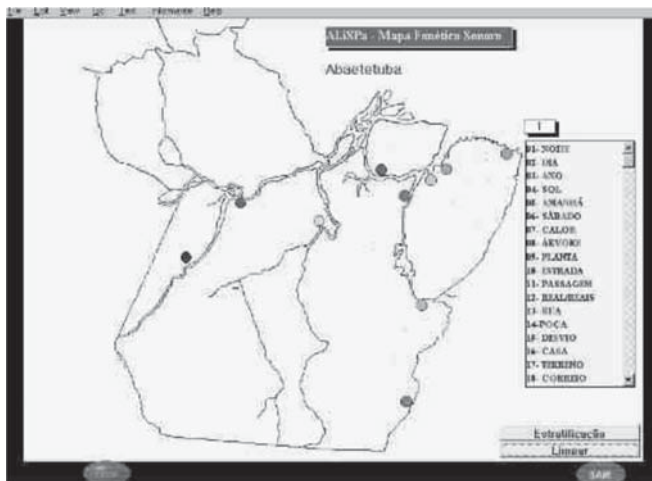 ALiSPa - Mapa Fonético Sonoro
Abaetetuba
1
01- NOITE
02- DIA
03- ANO
04- SOL
05- AMANHÃ
06- SÁBADO
07- CALOR
08- ÁRVORE
09- PLANTA
10- ESTRADA
11- PASSAGEM
12- REAL/REAIS
13- RUA
14-POÇA
15- DESVIO
16- CASA
17- TERRENO
18- CORREIO
Estratificação
Limpar
SAIR